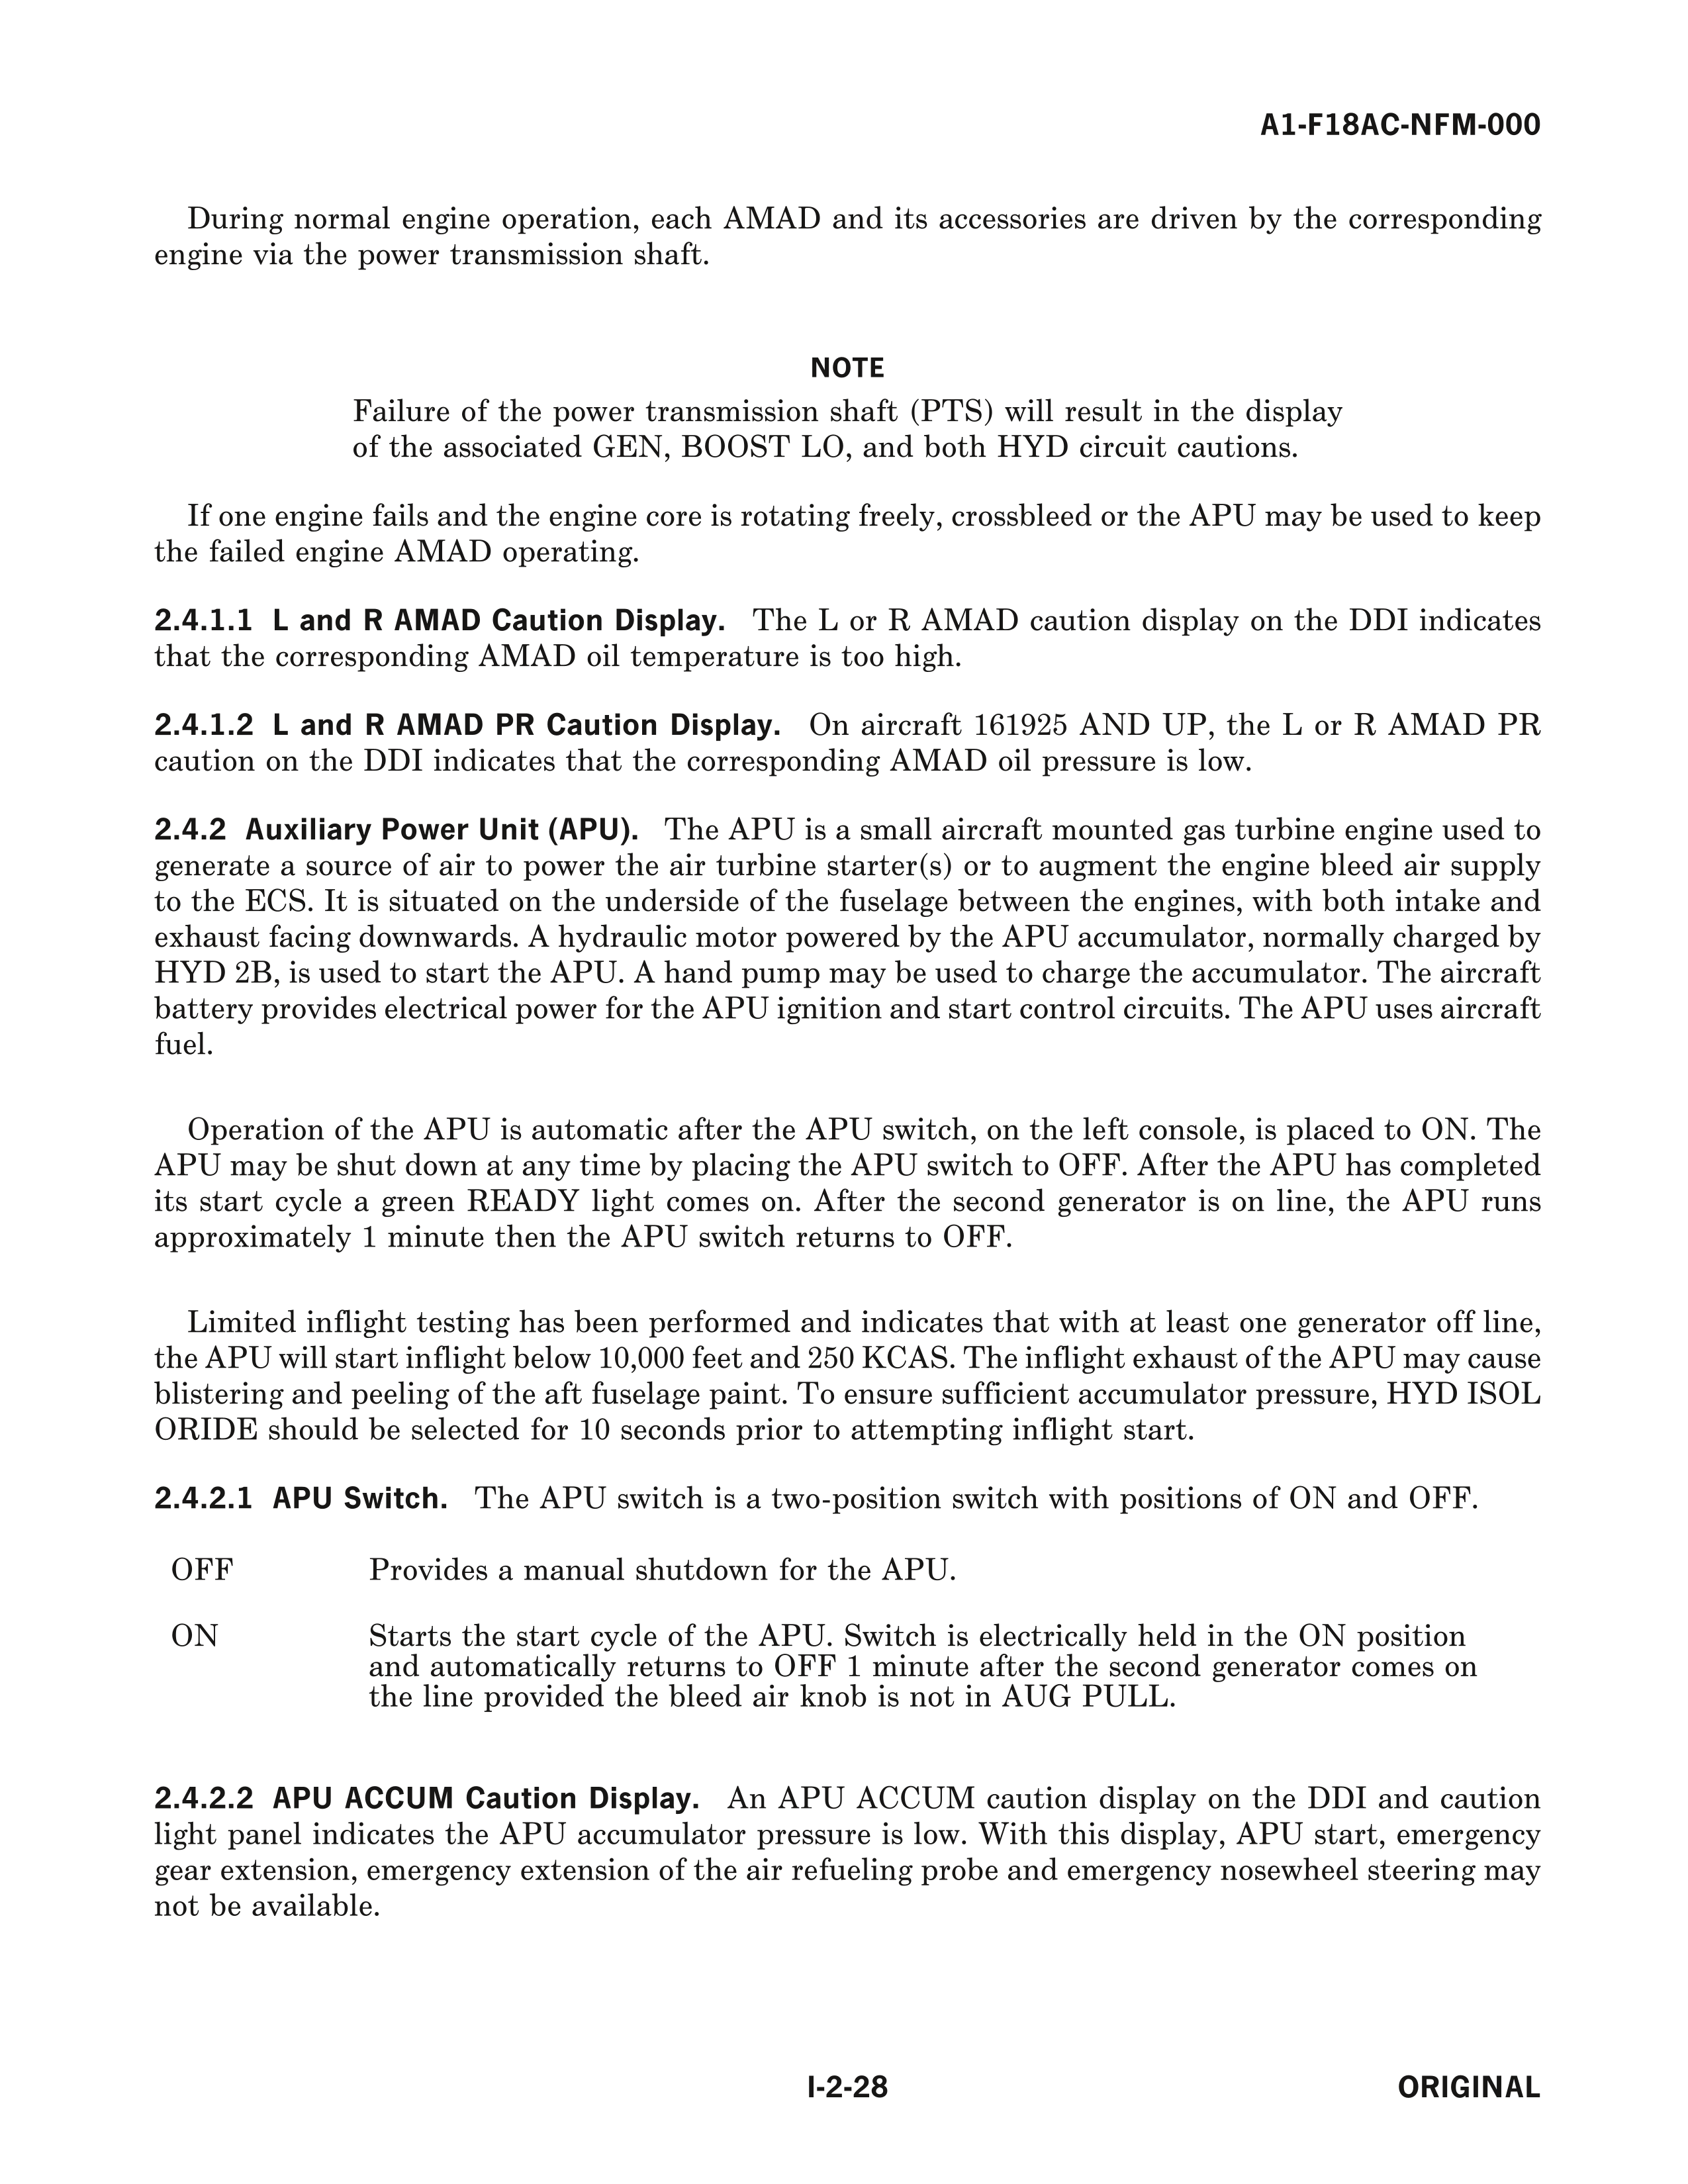 A1-F18AC-NFM-000
During normal engine operation, each AMAD and its accessories are driven by the corresponding
engine via the power transmission shaft.
NOTE
Failure of the power transmission shaft (PTS) will result in the display
of the associated GEN, BOOST LO, and both HYD circuit cautions.
If one engine fails and the engine core is rotating freely, crossbleed or the APU may be used to keep
the failed engine AMAD operating.
2.4.1.1 L and R AMAD Caution Display. The L or R AMAD caution display on the DDI indicates
that the corresponding AMAD oil temperature is too high.
2.4.1.2 L and R AMAD PR Caution Display. On aircraft 161925 AND UP, the L or R AMAD PR
caution on the DDI indicates that the corresponding AMAD oil pressure is low.
2.4.2 Auxiliary Power Unit (APU). The APU is a small aircraft mounted gas turbine engine used to
generate a source of air to power the air turbine starter(s) or to augment the engine bleed air supply
to the ECS. It is situated on the underside of the fuselage between the engines, with both intake and
exhaust facing downwards. A hydraulic motor powered by the APU accumulator, normally charged by
HYD 2B, is used to start the APU. A hand pump may be used to charge the accumulator. The aircraft
battery provides electrical power for the APU ignition and start control circuits. The APU uses aircraft
fuel.
Operation of the APU is automatic after the APU switch, on the left console, is placed to ON. The
APU may be shut down at any time by placing the APU switch to OFF. After the APU has completed
its start cycle a green READY light comes on. After the second generator is on line, the APU runs
approximately 1 minute then the APU switch returns to OFF.
Limited inflight testing has been performed and indicates that with at least one generator off line,
the APU will start inflight below 10,000 feet and 250 KCAS. The inflight exhaust of the APU may cause
blistering and peeling of the aft fuselage paint. To ensure sufficient accumulator pressure, HYD ISOL
ORIDE should be selected for 10 seconds prior to attempting inflight start.
2.4.2.1 APU Switch. The APU switch is a two-position switch with positions of ON and OFF.
OFF Provides a manual shutdown for the APU.
ON Starts the start cycle of the APU. Switch is electrically held in the ON position
and automatically returns to OFF 1 minute after the second generator comes on
the line provided the bleed air knob is not in AUG PULL.
2.4.2.2 APU ACCUM Caution Display. An APU ACCUM caution display on the DDI and caution
light panel indicates the APU accumulator pressure is low. With this display, APU start, emergency
gear extension, emergency extension of the air refueling probe and emergency nosewheel steering may
not be available.
I-2-28 ORIGINAL